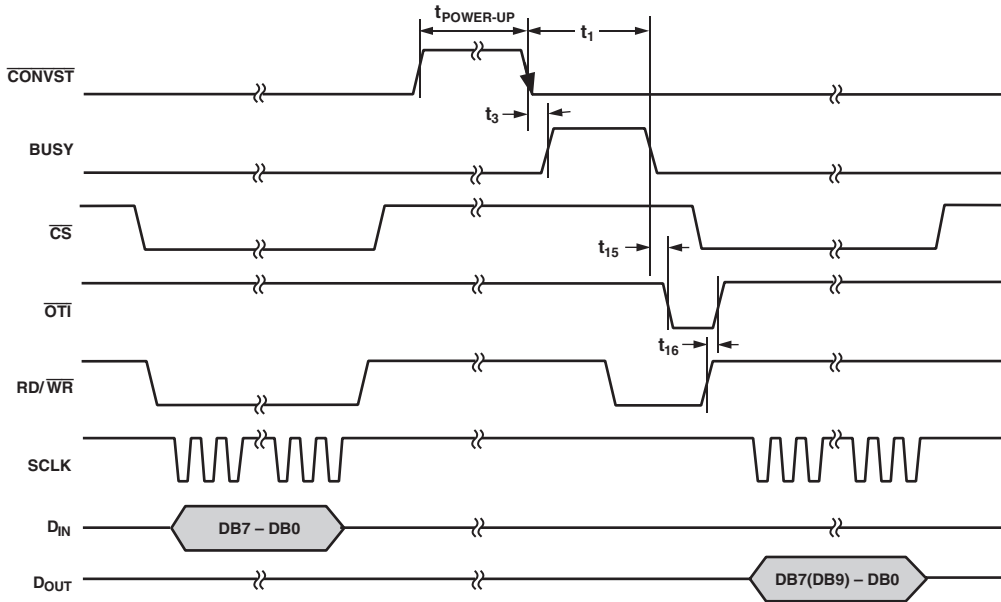 tPOWER-UP
t1
CONVST
t3
BUSY
CS
t15
OTI
t16
RD/WR
SCLK
DIN
DB7 – DB0
DOUT
DB7(DB9) – DB0